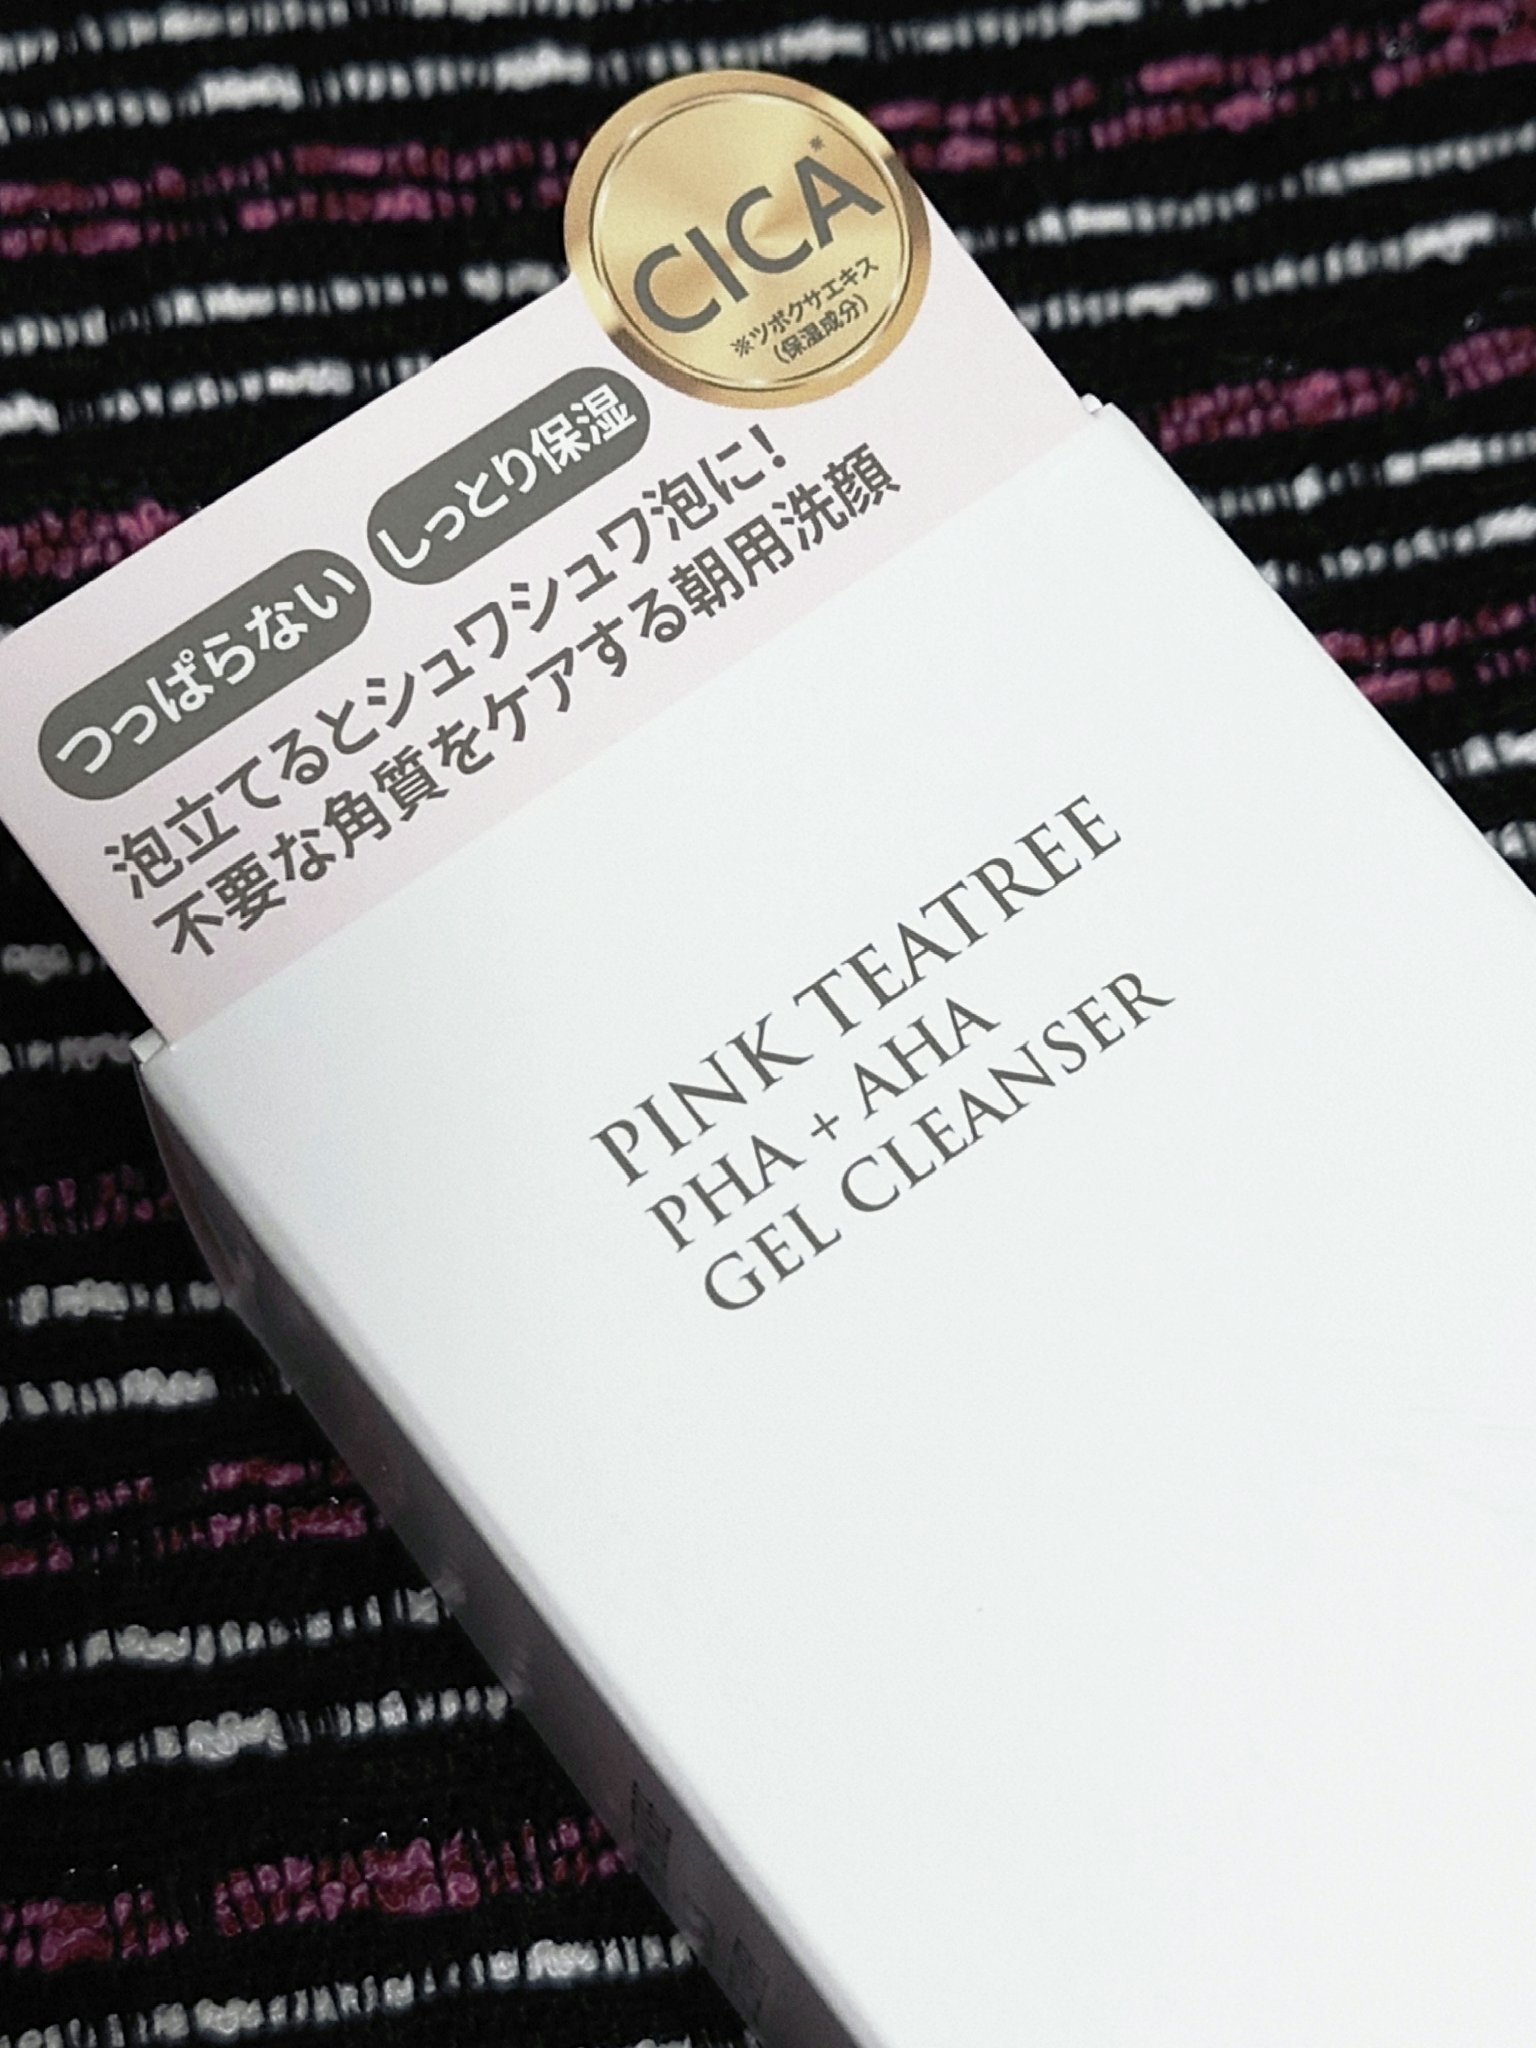 CICA※
※ツボクサエキス
(保湿成分)
つっぱらない しっとり保湿
泡立てるとシュワシュワ泡に!
不要な角質をケアする朝用洗顔
PINK TEATREE
PHA + AHA
GEL CLEANSER